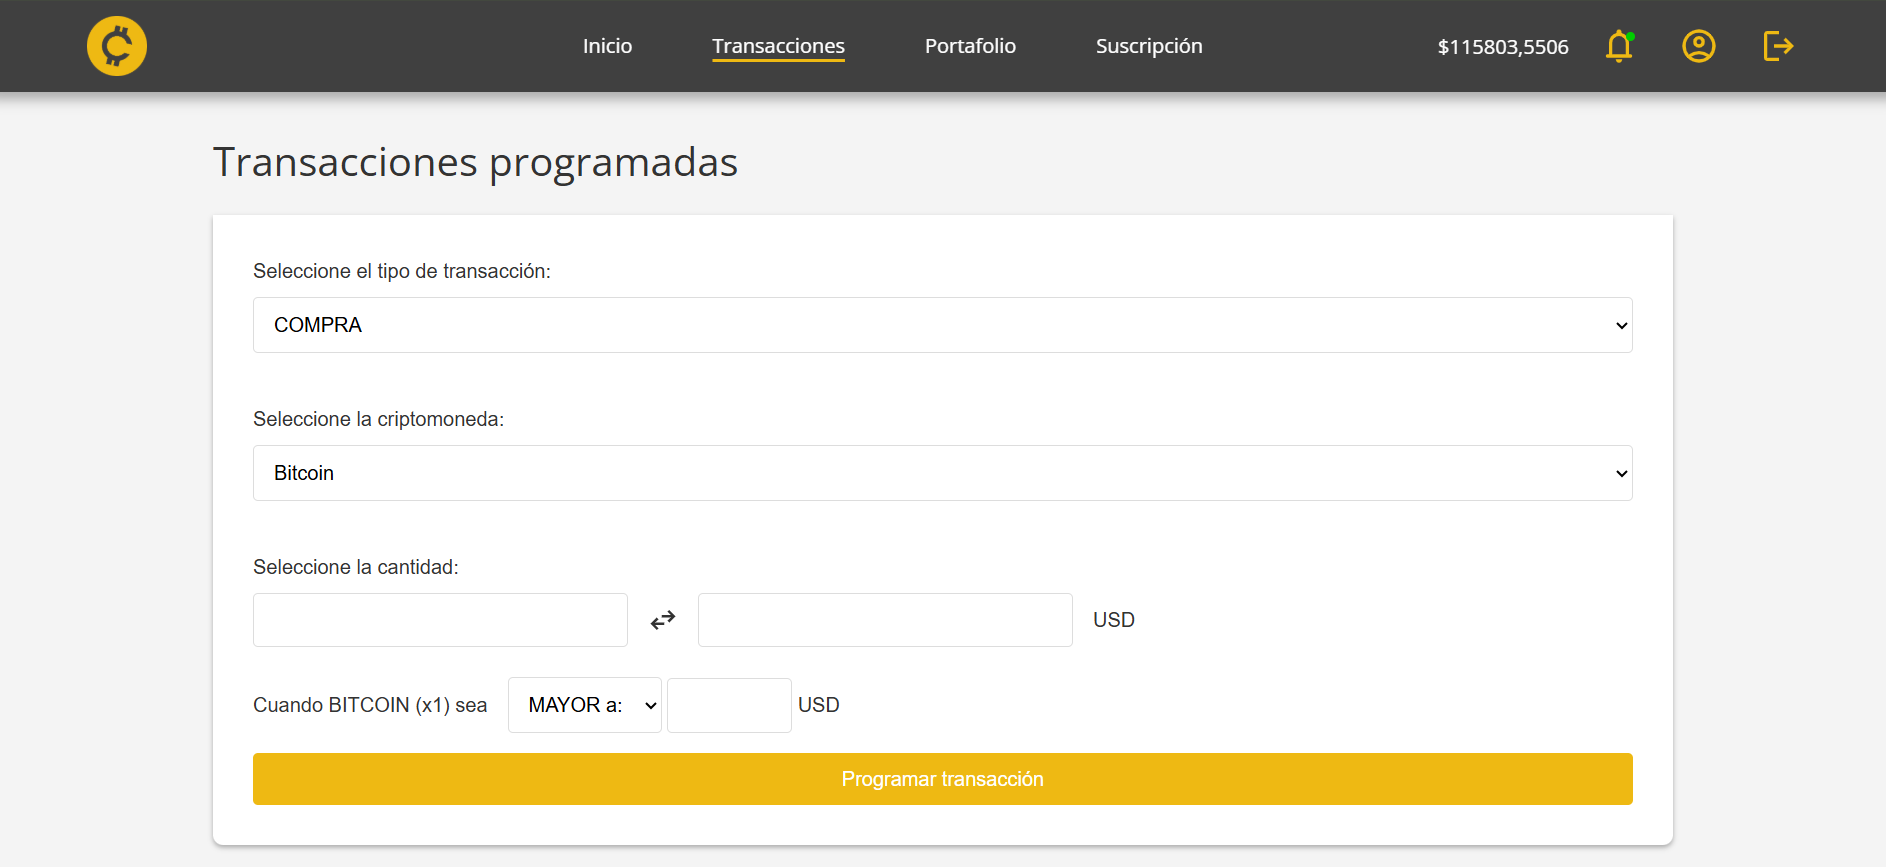 Inicio Transacciones Portafolio Suscripción $115803,5506
Transacciones programadas
Seleccione el tipo de transacción:
COMPRA
Seleccione la criptomoneda:
Bitcoin
Seleccione la cantidad:
USD
Cuando BITCOIN (x1) sea MAYOR a: USD
Programar transacción